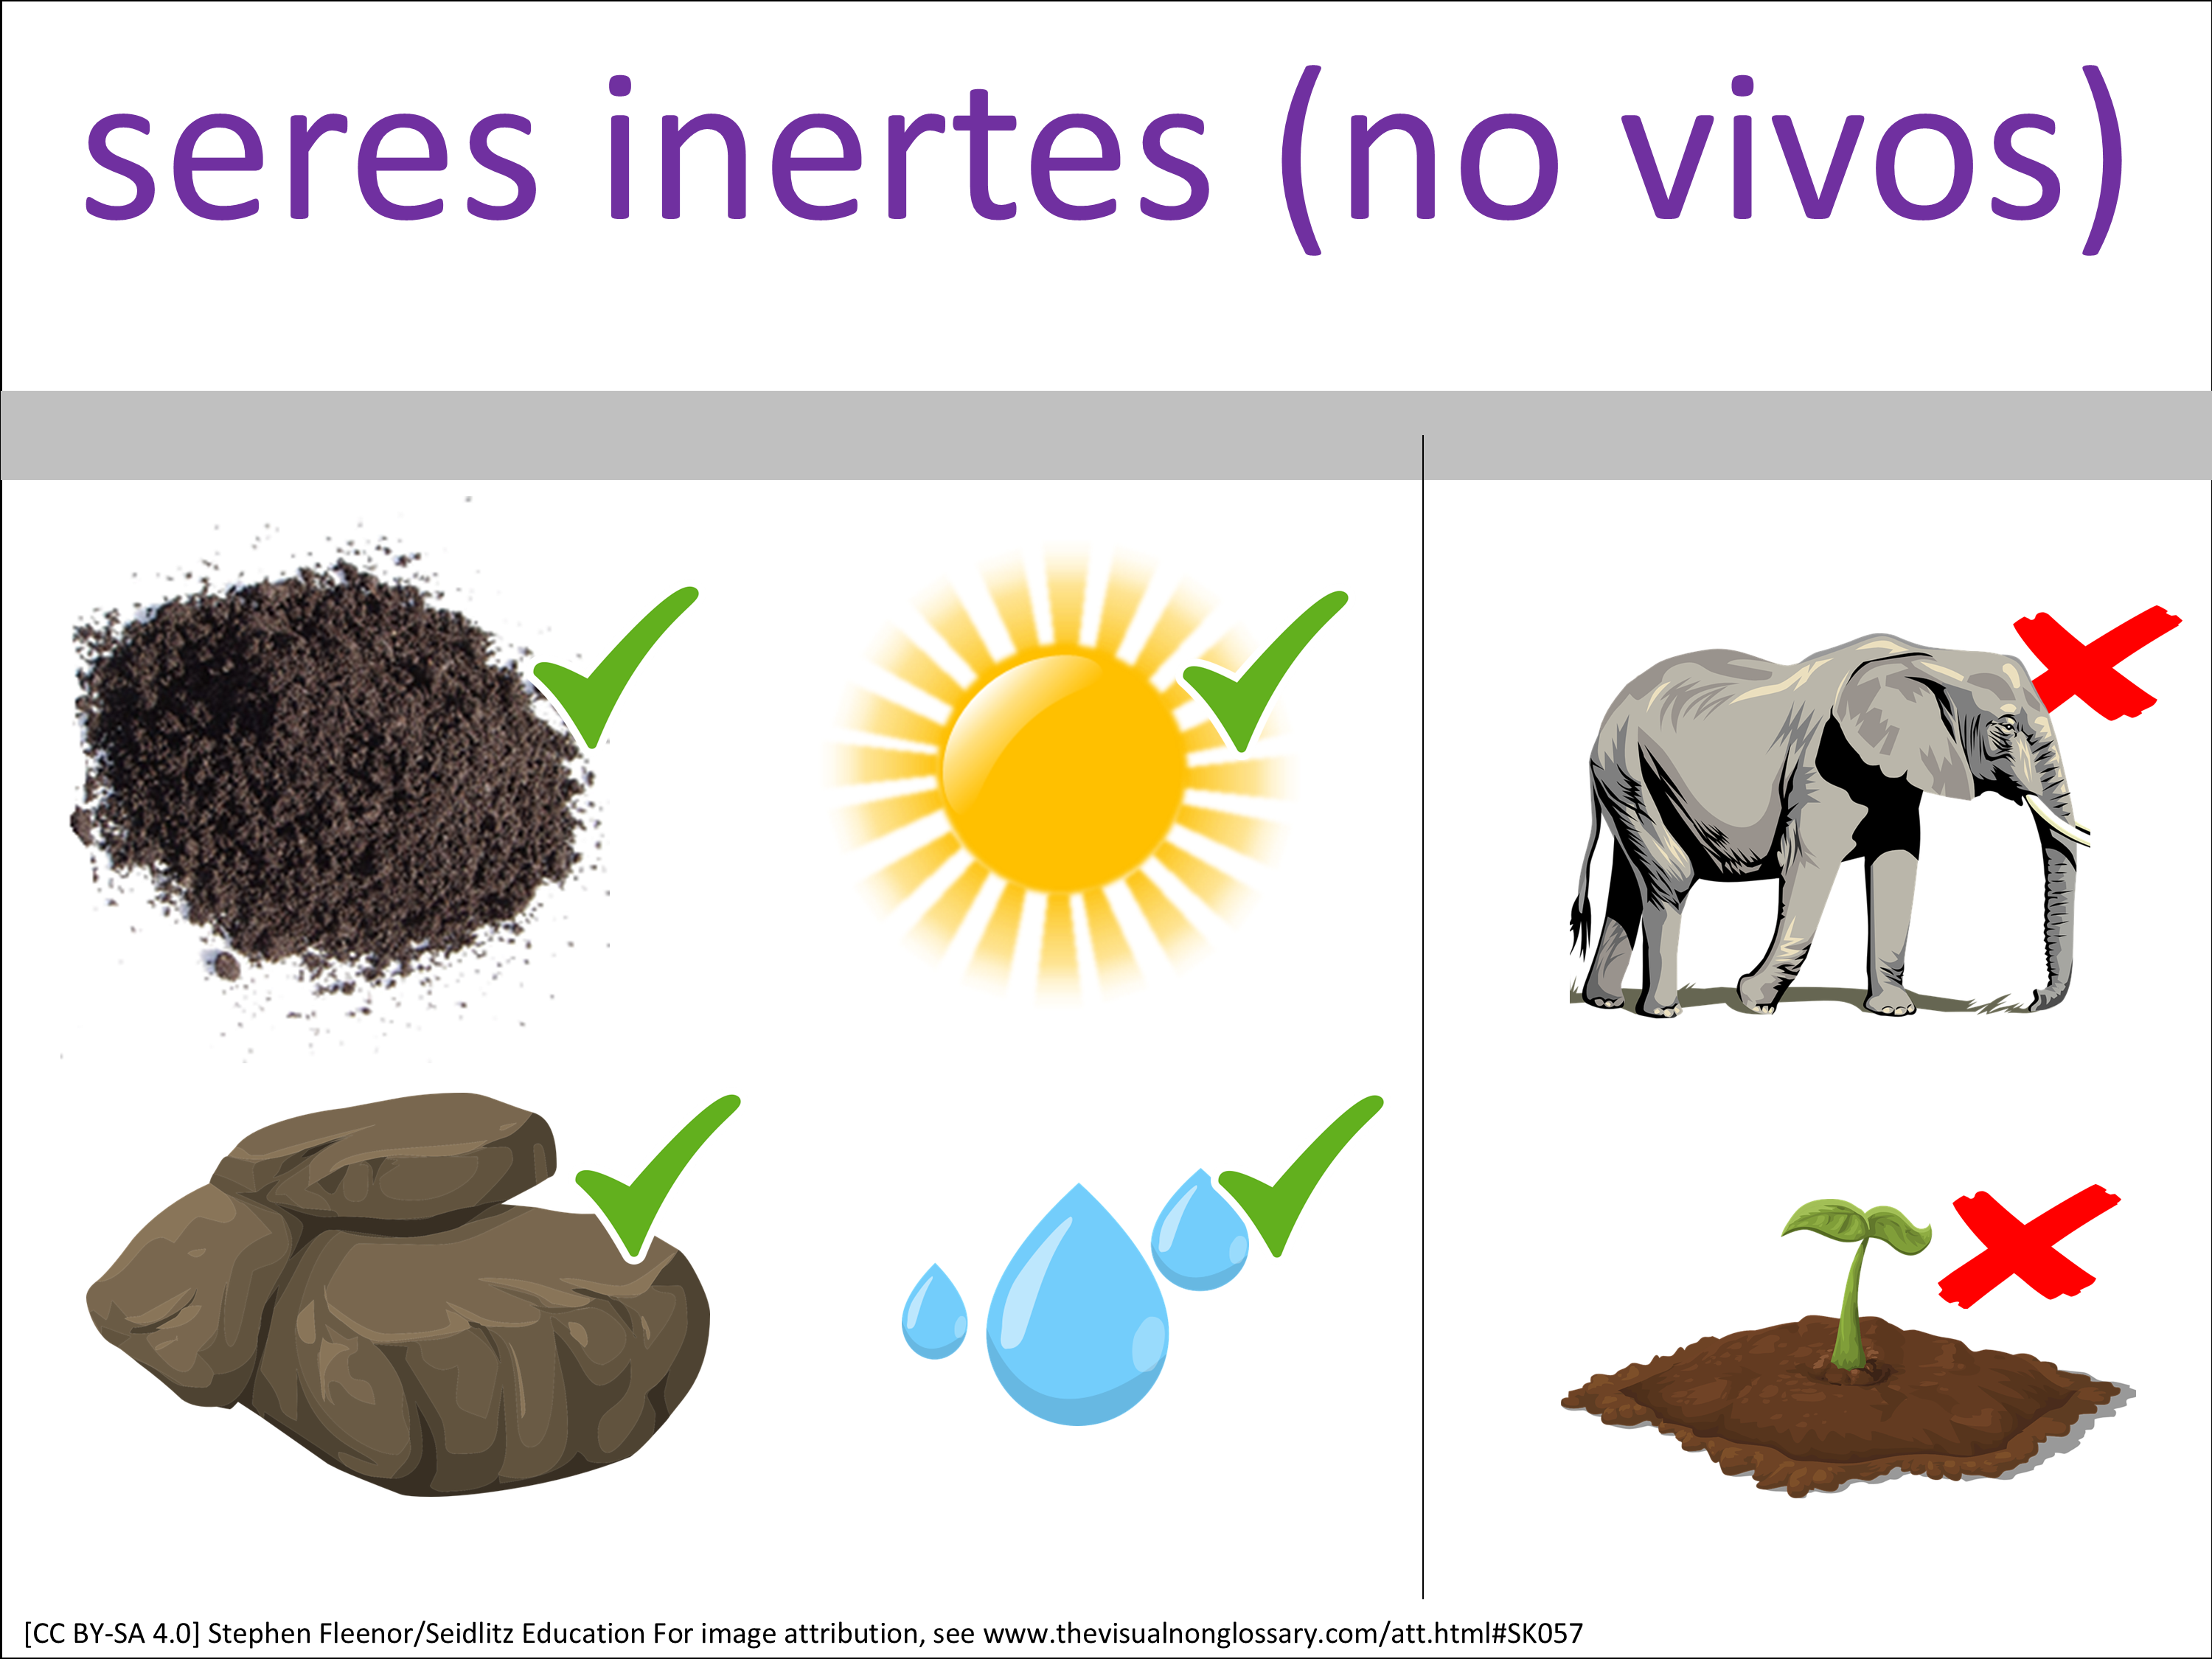 seres inertes (no vivos)
[CC BY-SA 4.0] Stephen Fleenor/Seidlitz Education For image attribution, see www.thevisualnonglossary.com/att.html#SK057